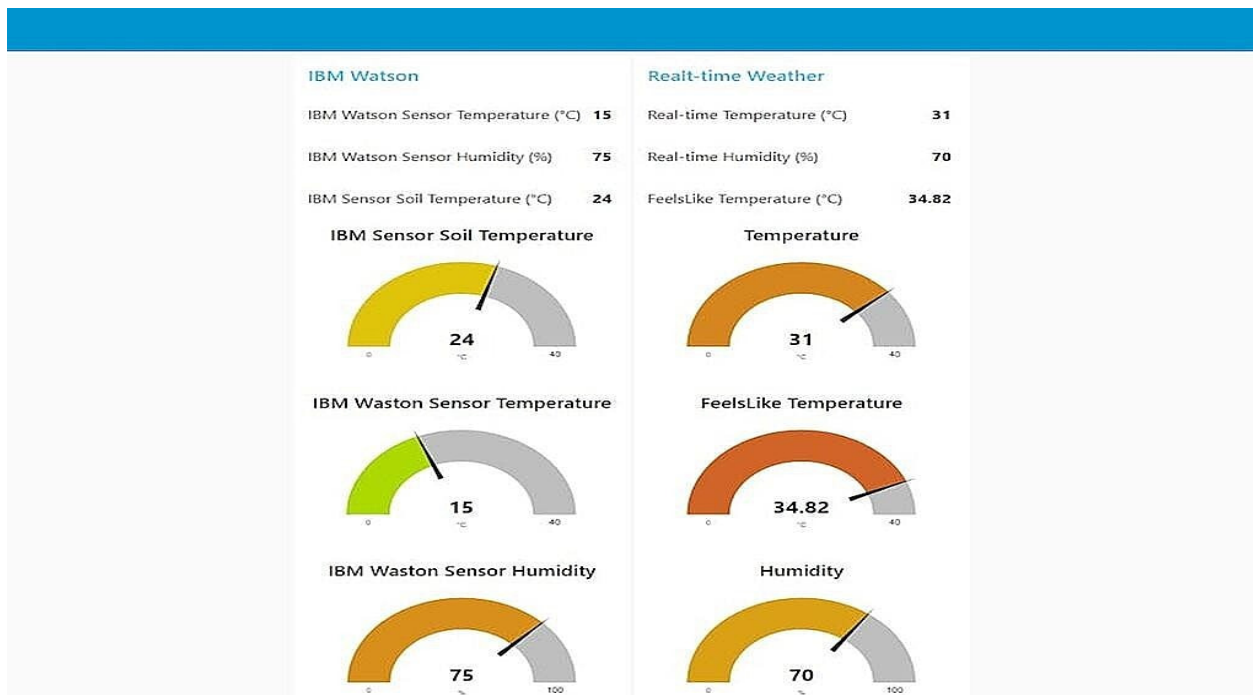 IBM Watson
IBM Watson Sensor Temperature (°C) 15
IBM Watson Sensor Humidity (%) 75
IBM Sensor Soil Temperature (°C) 24
IBM Sensor Soil Temperature
24
°C
0 40
IBM Waston Sensor Temperature
15
°C
0 40
IBM Waston Sensor Humidity
75
0 100
Realt-time Weather
Real-time Temperature (°C) 31
Real-time Humidity (%) 70
FeelsLike Temperature (°C) 34.82
Temperature
31
°C
0 40
FeelsLike Temperature
34.82
°C
0 40
Humidity
70
0 100